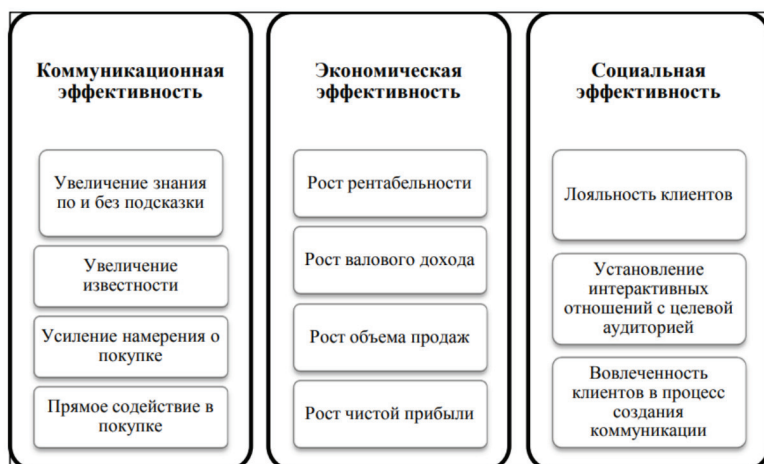 Коммуникационная
эффективность
Увеличение знания
по и без подсказки
Увеличение
известности
Усиление намерения о
покупке
Прямое содействие в
покупке
Экономическая
эффективность
Рост рентабельности
Рост валового дохода
Рост объема продаж
Рост чистой прибыли
Социальная
эффективность
Лояльность клиентов
Установление
интерактивных
отношений с целевой
аудиторией
Вовлеченность
клиентов в процесс
создания
коммуникации